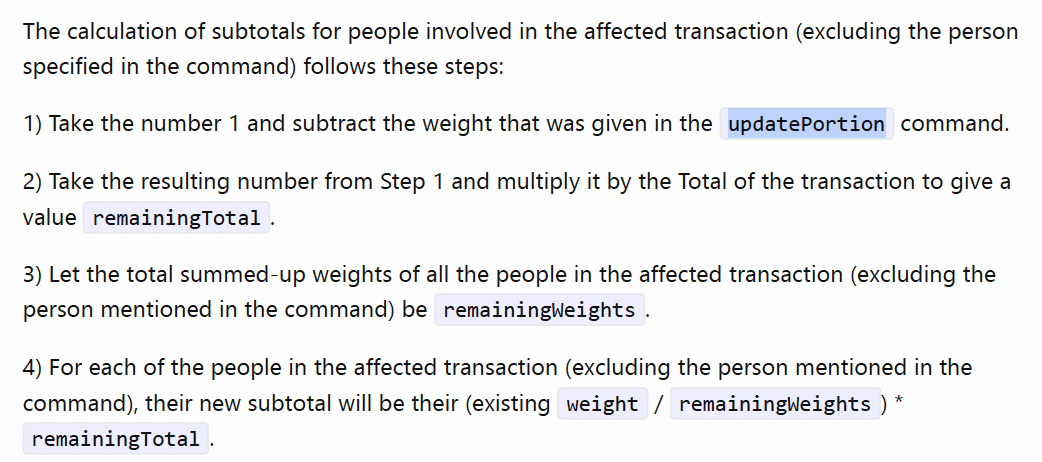 The calculation of subtotals for people involved in the affected transaction (excluding the person
specified in the command) follows these steps:
1) Take the number 1 and subtract the weight that was given in the updatePortion command.
2) Take the resulting number from Step 1 and multiply it by the Total of the transaction to give a
value remainingTotal.
3) Let the total summed-up weights of all the people in the affected transaction (excluding the
person mentioned in the command) be remainingWeights.
4) For each of the people in the affected transaction (excluding the person mentioned in the
command), their new subtotal will be their (existing weight / remainingWeights) *
remainingTotal.